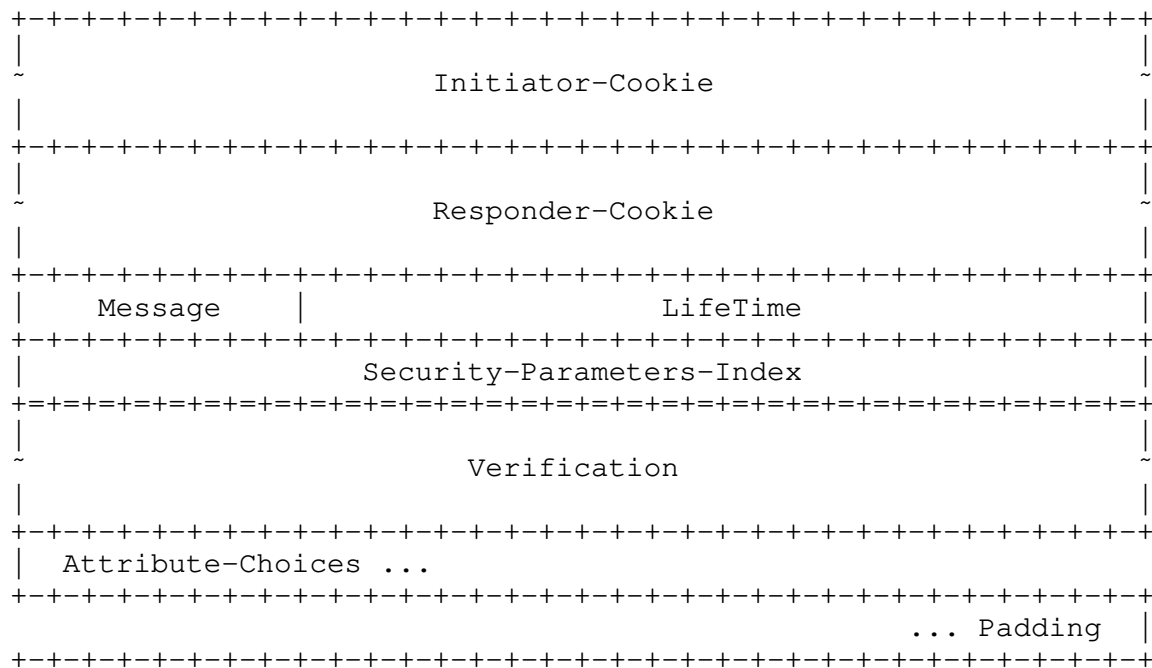 +-+-+-+-+-+-+-+-+-+-+-+-+-+-+-+-+-+-+-+-+-+-+-+-+-+-+-+-+-+-+-+-+
|                                                               |
~                       Initiator-Cookie                        ~
|                                                               |
+-+-+-+-+-+-+-+-+-+-+-+-+-+-+-+-+-+-+-+-+-+-+-+-+-+-+-+-+-+-+-+-+
|                                                               |
~                       Responder-Cookie                        ~
|                                                               |
+-+-+-+-+-+-+-+-+-+-+-+-+-+-+-+-+-+-+-+-+-+-+-+-+-+-+-+-+-+-+-+-+
|    Message    |                    LifeTime                   |
+-+-+-+-+-+-+-+-+-+-+-+-+-+-+-+-+-+-+-+-+-+-+-+-+-+-+-+-+-+-+-+-+
|                   Security-Parameters-Index                   |
+=+=+=+=+=+=+=+=+=+=+=+=+=+=+=+=+=+=+=+=+=+=+=+=+=+=+=+=+=+=+=+=+
|                                                               |
~                         Verification                          ~
|                                                               |
+-+-+-+-+-+-+-+-+-+-+-+-+-+-+-+-+-+-+-+-+-+-+-+-+-+-+-+-+-+-+-+-+
|  Attribute-Choices ...
+-+-+-+-+-+-+-+-+-+-+-+-+-+-+-+-+-+-+-+-+-+-+-+-+-+-+-+-+-+-+-+-+
                                                   ... Padding  |
+-+-+-+-+-+-+-+-+-+-+-+-+-+-+-+-+-+-+-+-+-+-+-+-+-+-+-+-+-+-+-+-+